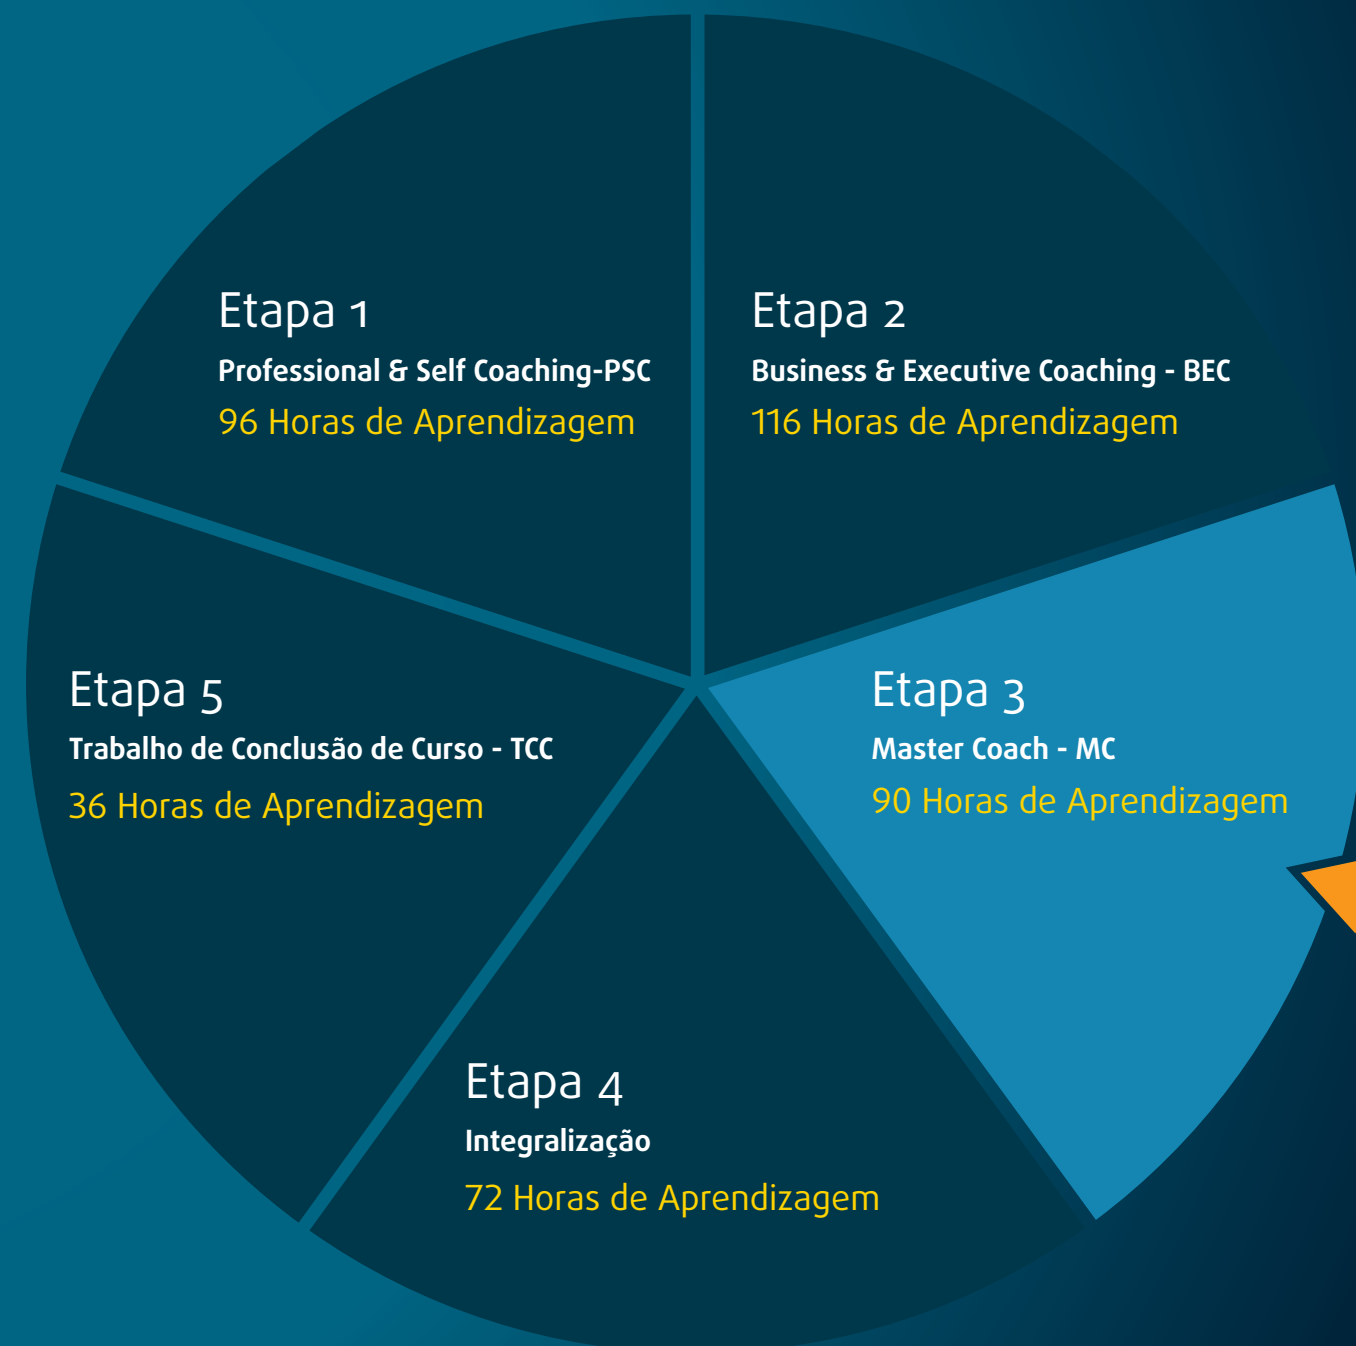 Etapa 1
Professional & Self Coaching-PSC
96 Horas de Aprendizagem
Etapa 2
Business & Executive Coaching - BEC
116 Horas de Aprendizagem
Etapa 3
Master Coach - MC
90 Horas de Aprendizagem
Etapa 4
Integralização
72 Horas de Aprendizagem
Etapa 5
Trabalho de Conclusão de Curso - TCC
36 Horas de Aprendizagem